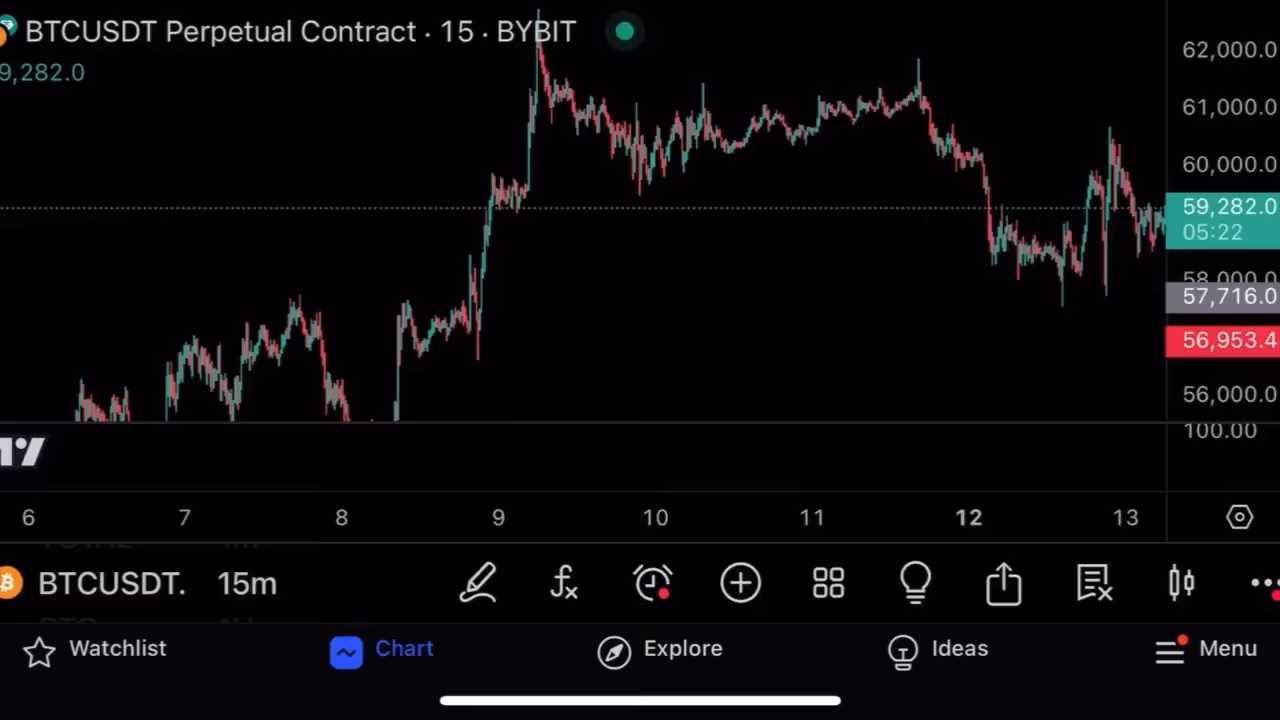 BTCUSDT Perpetual Contract · 15 · BYBIT
9,282.0
62,000.0
61,000.0
60,000.0
59,282.0
05:22
58,000.0
57,716.0
56,953.4
56,000.0
100.00
6 7 8 9 10 11 12 13
BTCUSDT. 15m
Watchlist Chart Explore Ideas Menu